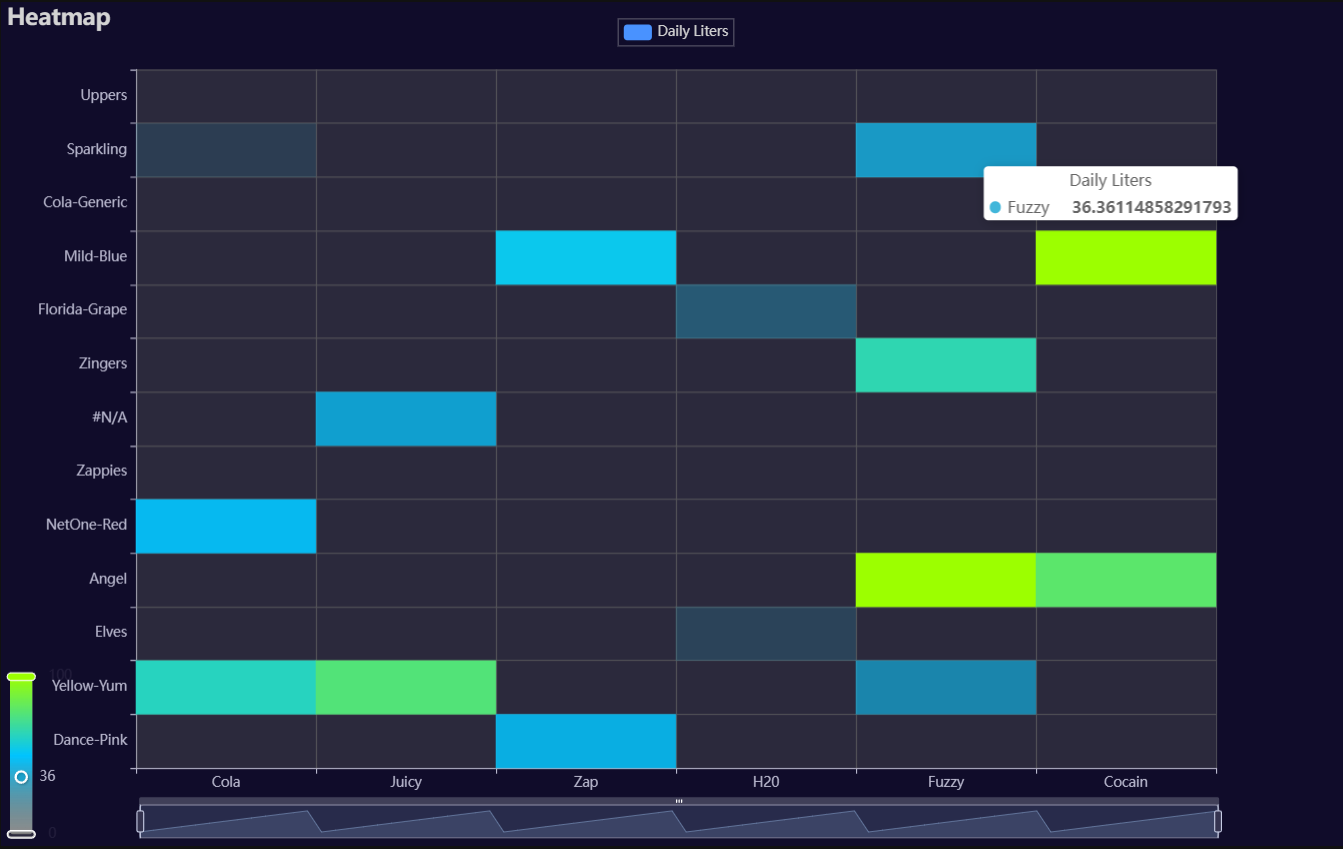 Heatmap
Daily Liters
Uppers
Sparkling
Cola-Generic
Mild-Blue
Florida-Grape
Zingers
#N/A
Zappies
NetOne-Red
Angel
Elves
Yellow-Yum
Dance-Pink
Daily Liters
Fuzzy 36.36114858291793
100
36
0
Cola Juicy Zap H20 Fuzzy Cocain